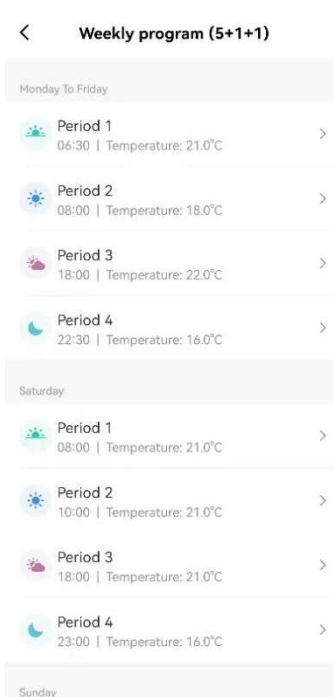 Weekly program (5+1+1)
Monday To Friday
Period 1
06:30 | Temperature: 21.0°C
Period 2
08:00 | Temperature: 18.0°C
Period 3
18:00 | Temperature: 22.0°C
Period 4
22:30 | Temperature: 16.0°C
Saturday
Period 1
08:00 | Temperature: 21.0°C
Period 2
10:00 | Temperature: 21.0°C
Period 3
18:00 | Temperature: 21.0°C
Period 4
23:00 | Temperature: 16.0°C
Sunday